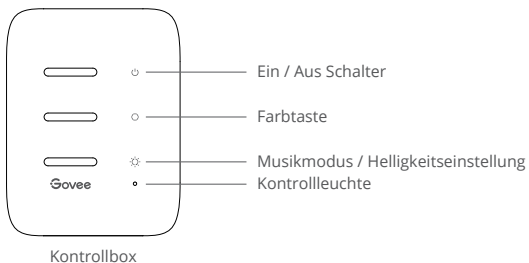 Ein / Aus Schalter
Farbtaste
Musikmodus / Helligkeitseinstellung
Govee
Kontrollleuchte
Kontrollbox